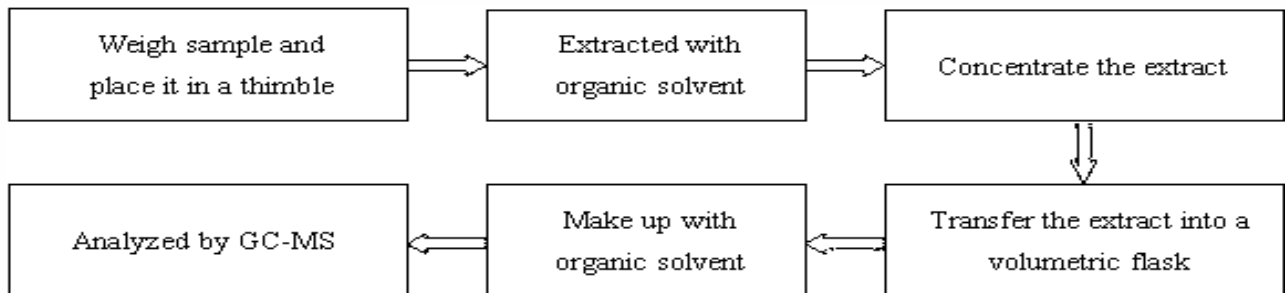 Weigh sample and
place it in a thimble
Extracted with
organic solvent
Concentrate the extract
Transfer the extract into a
volumetric flask
Make up with
organic solvent
Analyzed by GC-MS